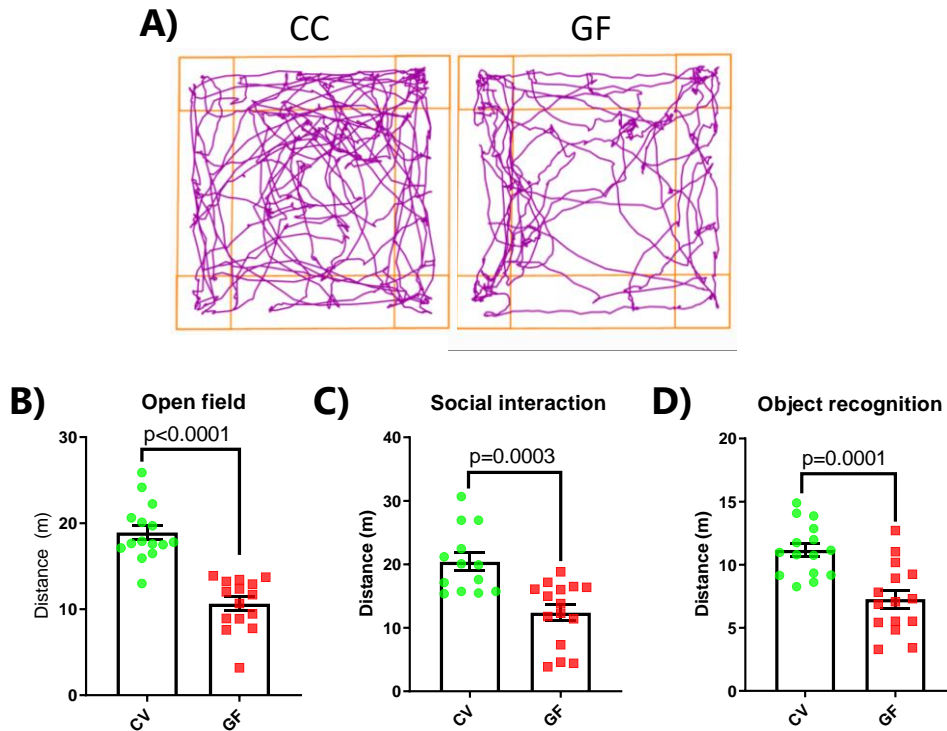 A) CC GF
B) Open field
Distance (m)
30
20
10
0
p<0.0001
CV GF
C) Social interaction
Distance (m)
40
30
20
10
0
p=0.0003
CV GF
D) Object recognition
Distance (m)
20
15
10
5
0
p=0.0001
CV GF